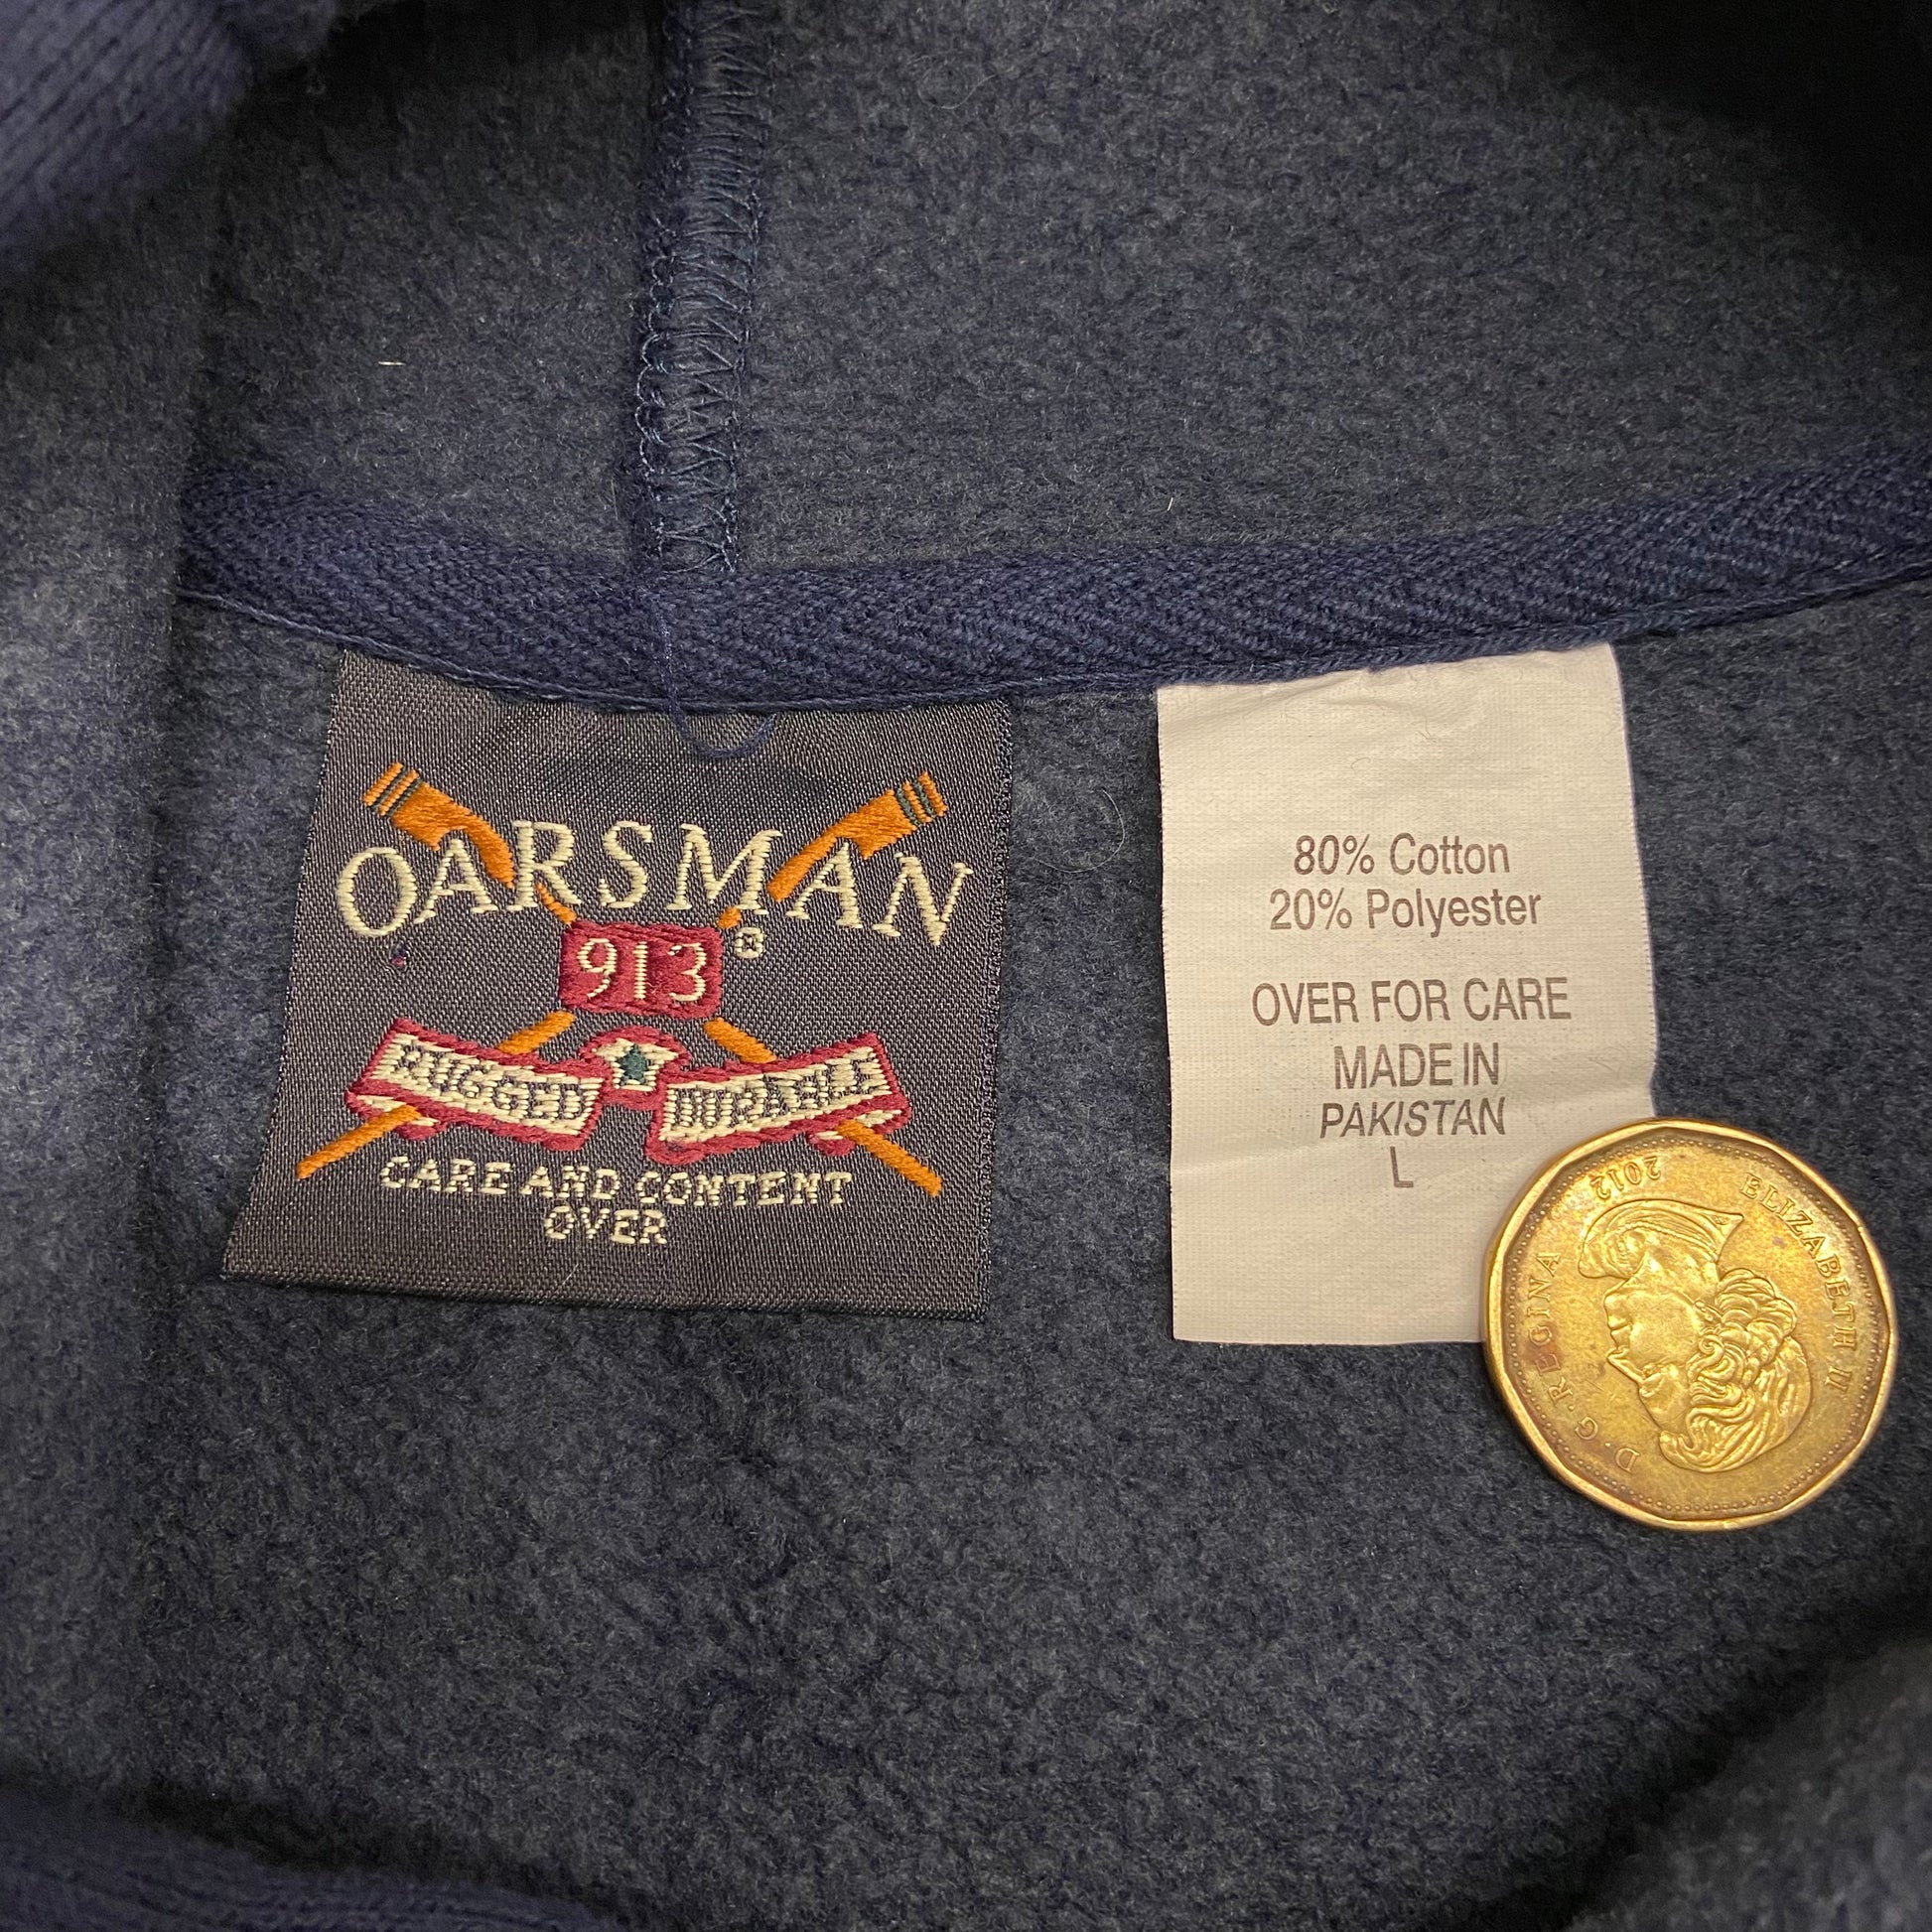 OARSMAN
®
913
RUGGED DURABLE
CARE AND CONTENT
OVER
80% Cotton
20% Polyester
OVER FOR CARE
MADE IN
PAKISTAN
L
ELIZABETH II D·G·REGINA
2012